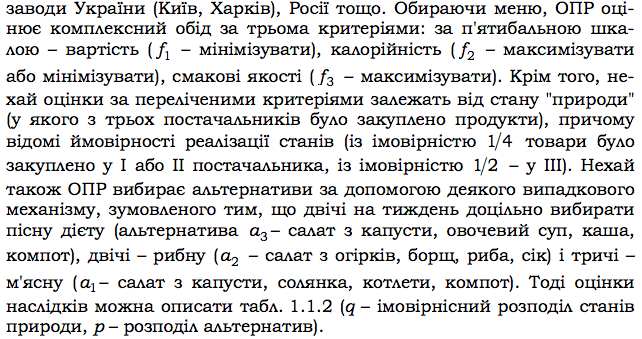 заводи України (Київ, Харків), Росії тощо. Обираючи меню, ОПР оці-
нює комплексний обід за трьома критеріями: за п'ятибальною шка-
лою – вартість ( f₁ – мінімізувати), калорійність ( f₂ – максимізувати
або мінімізувати), смакові якості ( f₃ – максимізувати). Крім того, не-
хай оцінки за переліченими критеріями залежать від стану "природи"
(у якого з трьох постачальників було закуплено продукти), причому
відомі ймовірності реалізації станів (із імовірністю 1/4 товари було
закуплено у І або ІІ постачальника, із імовірністю 1/2 – у ІІІ). Нехай
також ОПР вибирає альтернативи за допомогою деякого випадкового
механізму, зумовленого тим, що двічі на тиждень доцільно вибирати
пісну дієту (альтернатива a₃ – салат з капусти, овочевий суп, каша,
компот), двічі – рибну (a₂ – салат з огірків, борщ, риба, сік) і тричі –
м'ясну (a₁ – салат з капусти, солянка, котлети, компот). Тоді оцінки
наслідків можна описати табл. 1.1.2 (q – імовірнісний розподіл станів
природи, p – розподіл альтернатив).